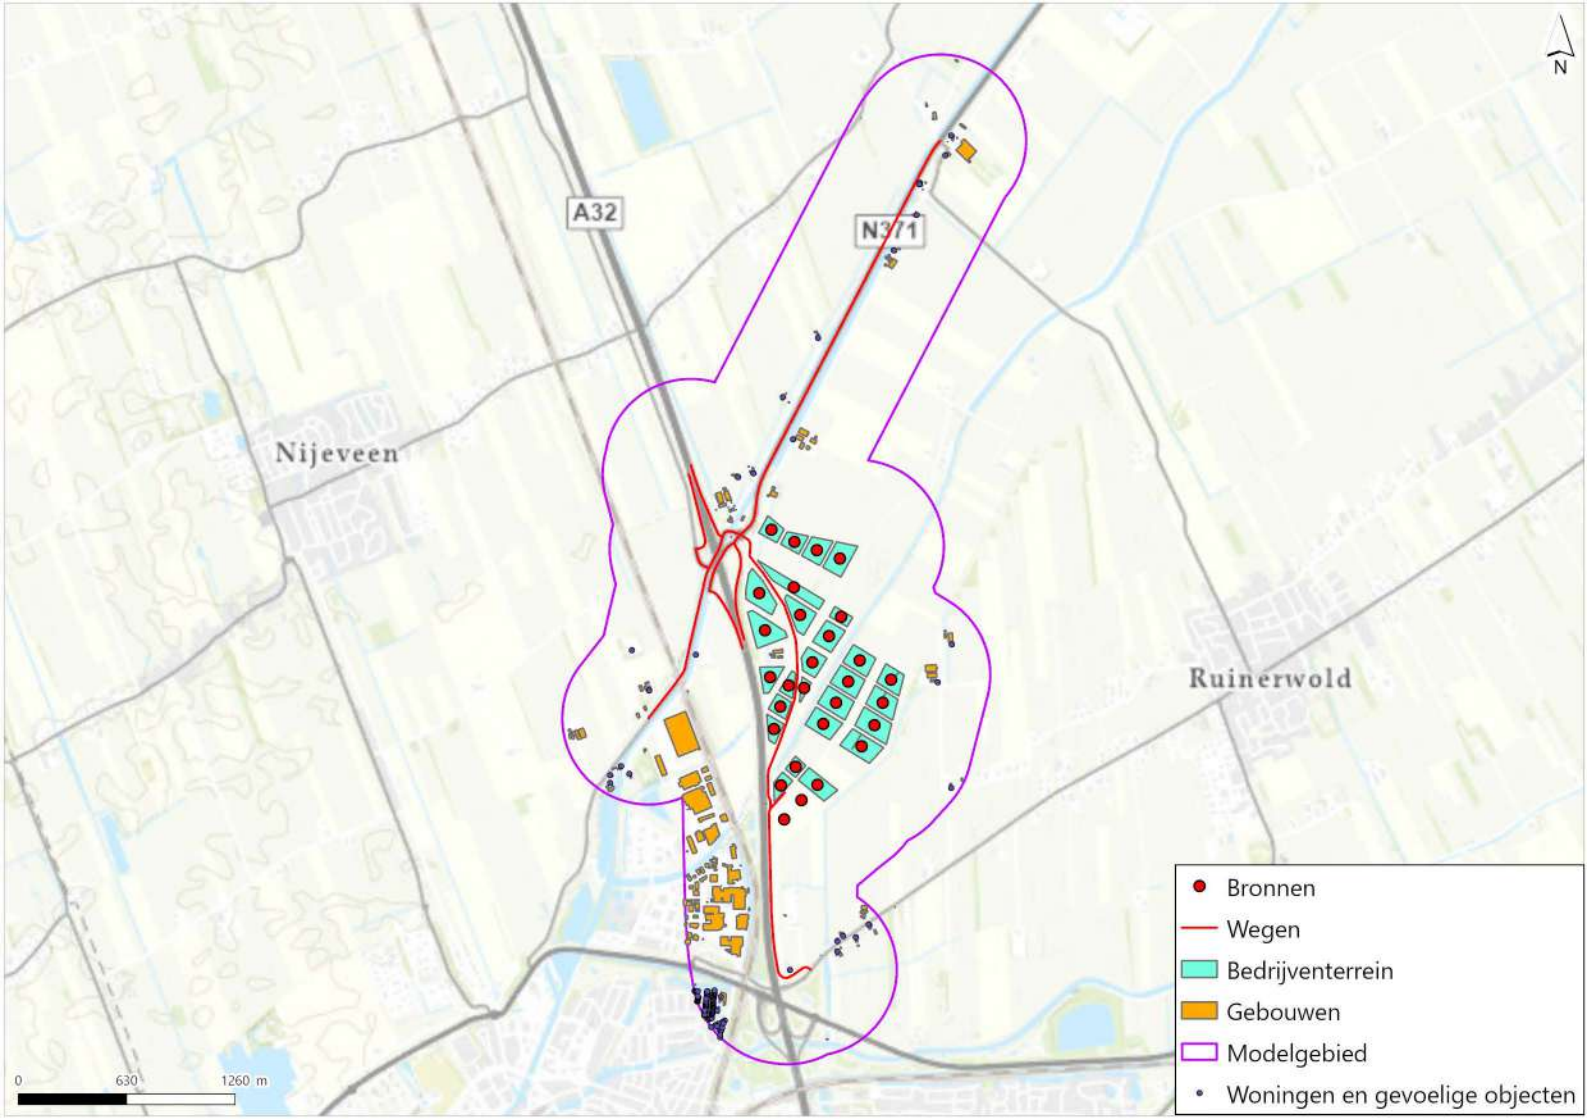 N
A32
N371
Nijeveen
Ruinerwold
Bronnen
Wegen
Bedrijventerrein
Gebouwen
Modelgebied
Woningen en gevoelige objecten
0 630 1260 m